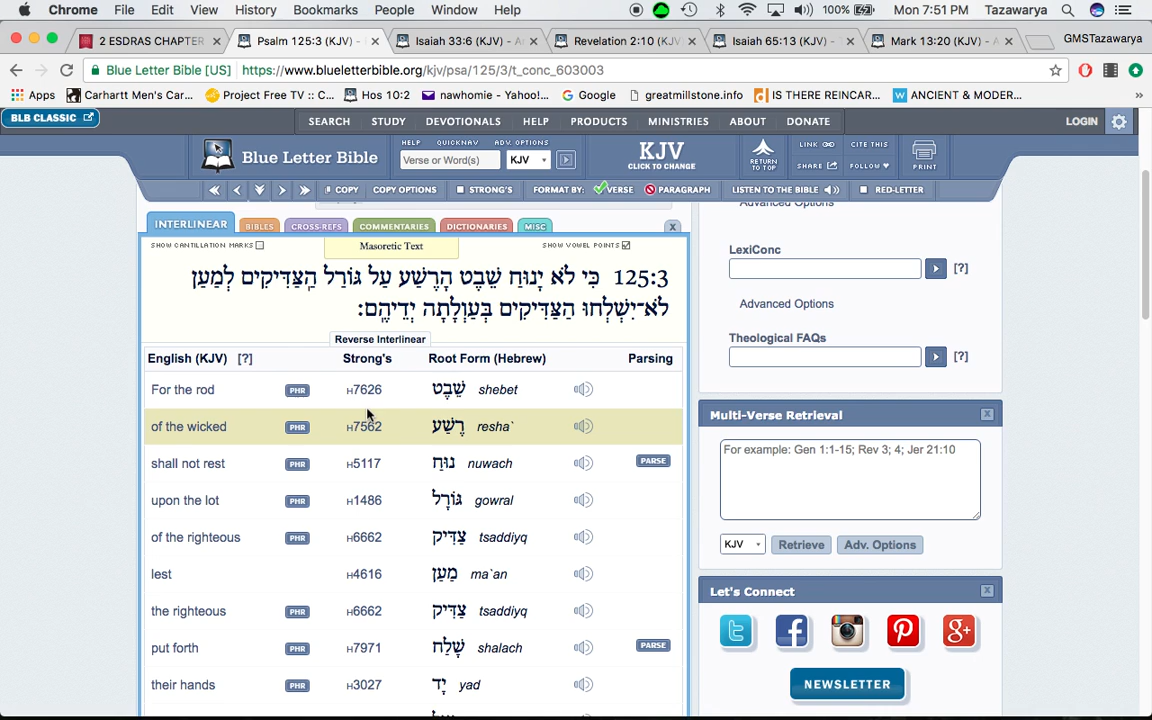 Chrome File Edit View History Bookmarks People Window Help 100% Mon 7:51 PM Tazawarya
2 ESDRAS CHAPTER Psalm 125:3 (KJV) - Isaiah 33:6 (KJV) - Revelation 2:10 (KJV) Isaiah 65:13 (KJV) - Mark 13:20 (KJV) - GMSTazawarya
Blue Letter Bible [US] https://www.blueletterbible.org/kjv/psa/125/3/t_conc_603003
Apps Carhartt Men's Car... Project Free TV :: C... Hos 10:2 nawhomie - Yahoo!... Google greatmillstone.info IS THERE REINCAR... ANCIENT & MODER... »
BLB CLASSIC SEARCH STUDY DEVOTIONALS HELP PRODUCTS MINISTRIES ABOUT DONATE LOGIN
HELP QUICKNAV ADV. OPTIONS
Blue Letter Bible Verse or Word(s) KJV KJV CLICK TO CHANGE RETURN TO TOP LINK CITE THIS SHARE FOLLOW PRINT
COPY COPY OPTIONS STRONG'S FORMAT BY: VERSE PARAGRAPH LISTEN TO THE BIBLE RED-LETTER
INTERLINEAR BIBLES CROSS-REFS COMMENTARIES DICTIONARIES MISC X
SHOW CANTILLATION MARKS Masoretic Text SHOW VOWEL POINTS
125:3 כִּי לֹא יָנוּחַ שֵׁבֶט הָרֶשַׁע עַל גּוֹרַל הַצַּדִּיקִים לְמַעַן
לֹא־יִשְׁלְחוּ הַצַּדִּיקִים בְּעַוְלָתָה יְדֵיהֶם׃
Reverse Interlinear
English (KJV) [?] Strong's Root Form (Hebrew) Parsing
For the rod PHR H7626 שֵׁבֶט shebet
of the wicked PHR H7562 רֶשַׁע resha`
shall not rest PHR H5117 נוּחַ nuwach PARSE
upon the lot PHR H1486 גּוֹרָל gowral
of the righteous PHR H6662 צַדִּיק tsaddiyq
lest H4616 מַעַן ma`an
the righteous PHR H6662 צַדִּיק tsaddiyq
put forth PHR H7971 שָׁלַח shalach PARSE
their hands PHR H3027 יָד yad
Advanced Options
LexiConc
[?]
Advanced Options
Theological FAQs
[?]
Multi-Verse Retrieval X
For example: Gen 1:1-15; Rev 3; 4; Jer 21:10
KJV Retrieve Adv. Options
Let's Connect X
NEWSLETTER